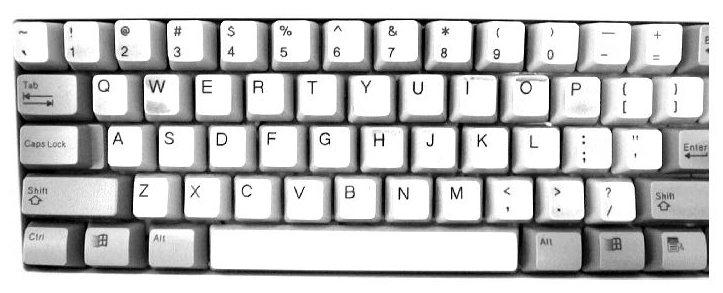 ~ ! @ # $ % ^ & * ( ) — +
` 1 2 3 4 5 6 7 8 9 0 - =
Tab Q W E R T Y U I O P { }
[ ]
Caps Lock A S D F G H J K L : " Enter
; '
Shift Z X C V B N M < > ? Shift
, . /
Ctrl Alt Alt